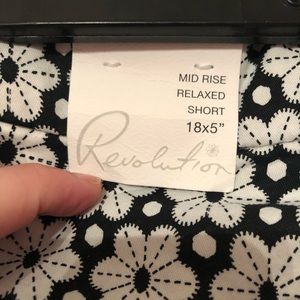 MID RISE
RELAXED
SHORT
18x5"
Revolution